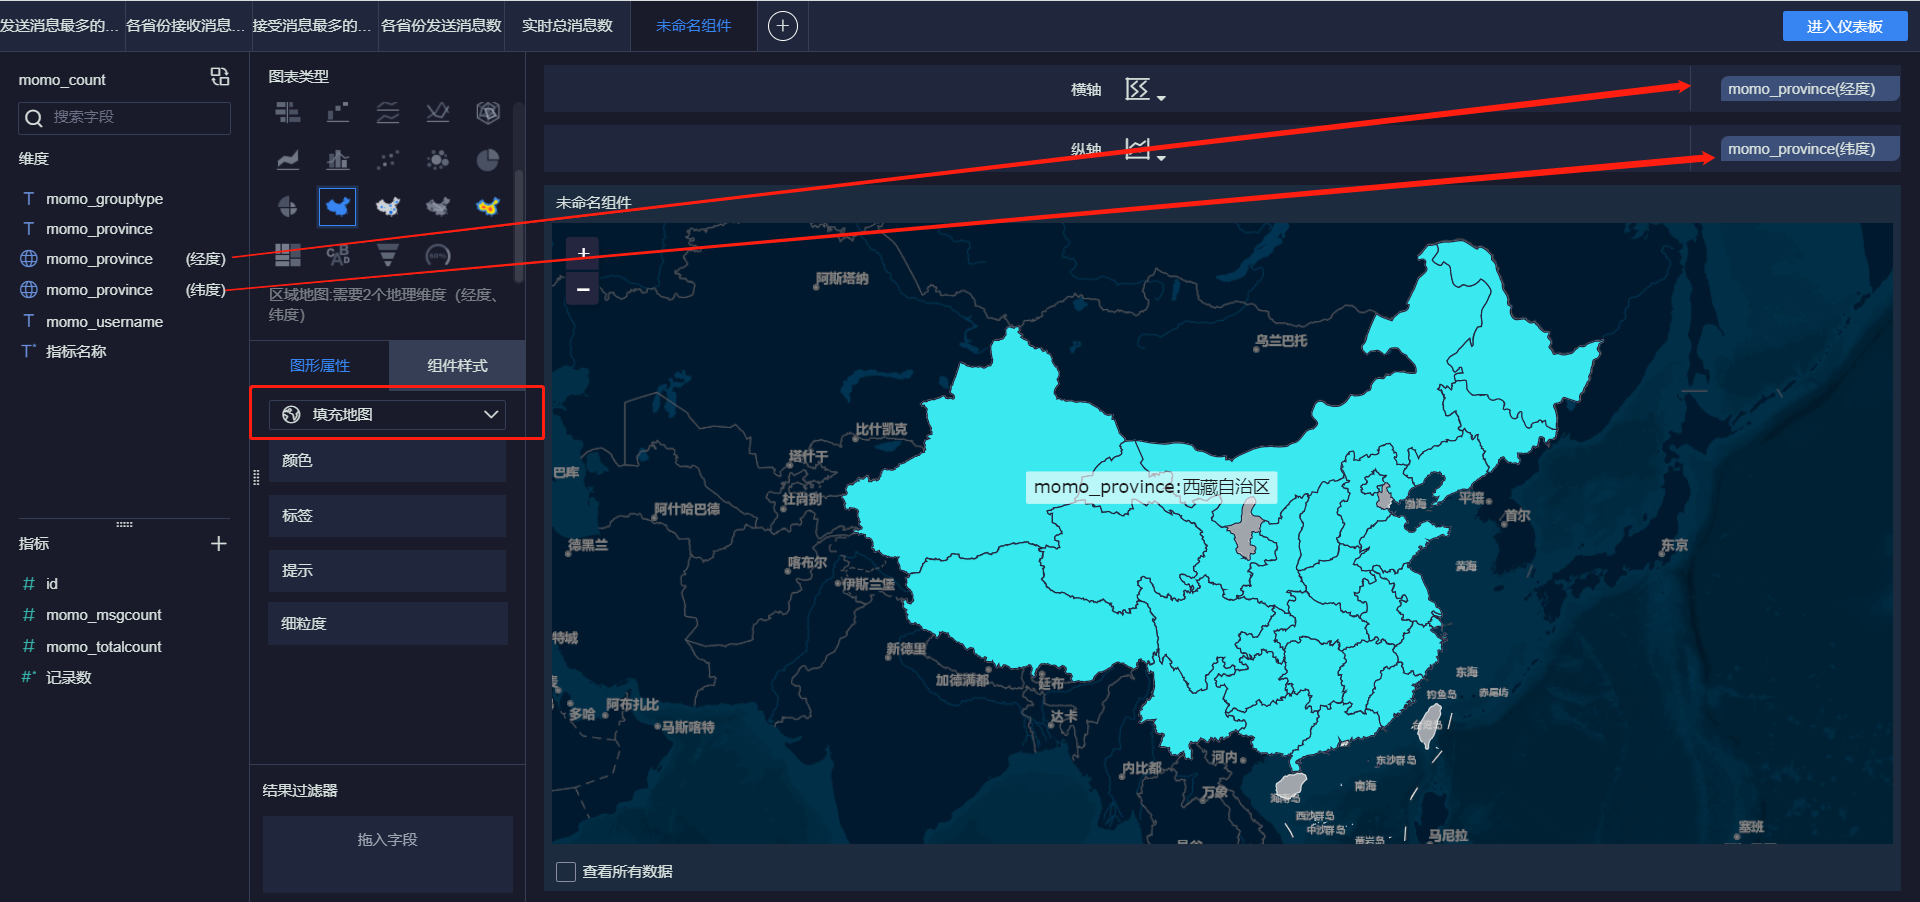 发送消息最多的...
各省份接收消息...
接受消息最多的...
各省份发送消息数
实时总消息数
未命名组件
进入仪表板
momo_count
搜索字段
维度
momo_grouptype
momo_province
momo_province (经度)
momo_province (纬度)
momo_username
指标名称
指标
id
momo_msgcount
momo_totalcount
记录数
图表类型
区域地图:需要2个地理维度（经度、
纬度）
图形属性
组件样式
填充地图
颜色
标签
提示
细粒度
结果过滤器
拖入字段
横轴
momo_province(经度)
纵轴
momo_province(纬度)
未命名组件
+
−
阿斯塔纳
乌兰巴托
比什凯克
塔什干
巴库
momo_province:西藏自治区
杜尚别
阿什哈巴德
平壤
渤海
首尔
德黑兰
东京
喀布尔
黄海
伊斯兰堡
新德里
加德满都
廷布
东海
钓鱼岛
赤尾屿
阿布扎比
多哈
马斯喀特
达卡
河内
内比都
东沙群岛
万象
南海
海南岛
西沙群岛
中沙群岛
黄岩岛
马尼拉
塞班
查看所有数据